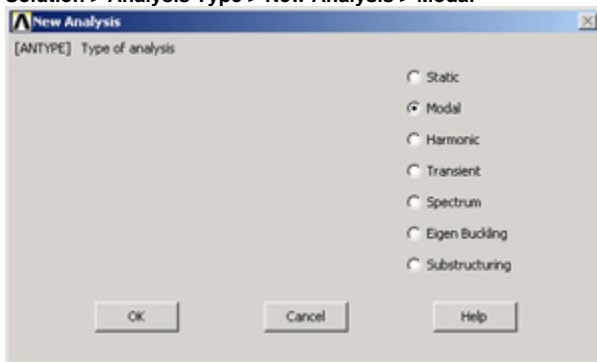 Solution > Analysis Type > New Analysis > Modal
New Analysis
[ANTYPE] Type of analysis
Static
Modal
Harmonic
Transient
Spectrum
Eigen Buckling
Substructuring
OK Cancel Help